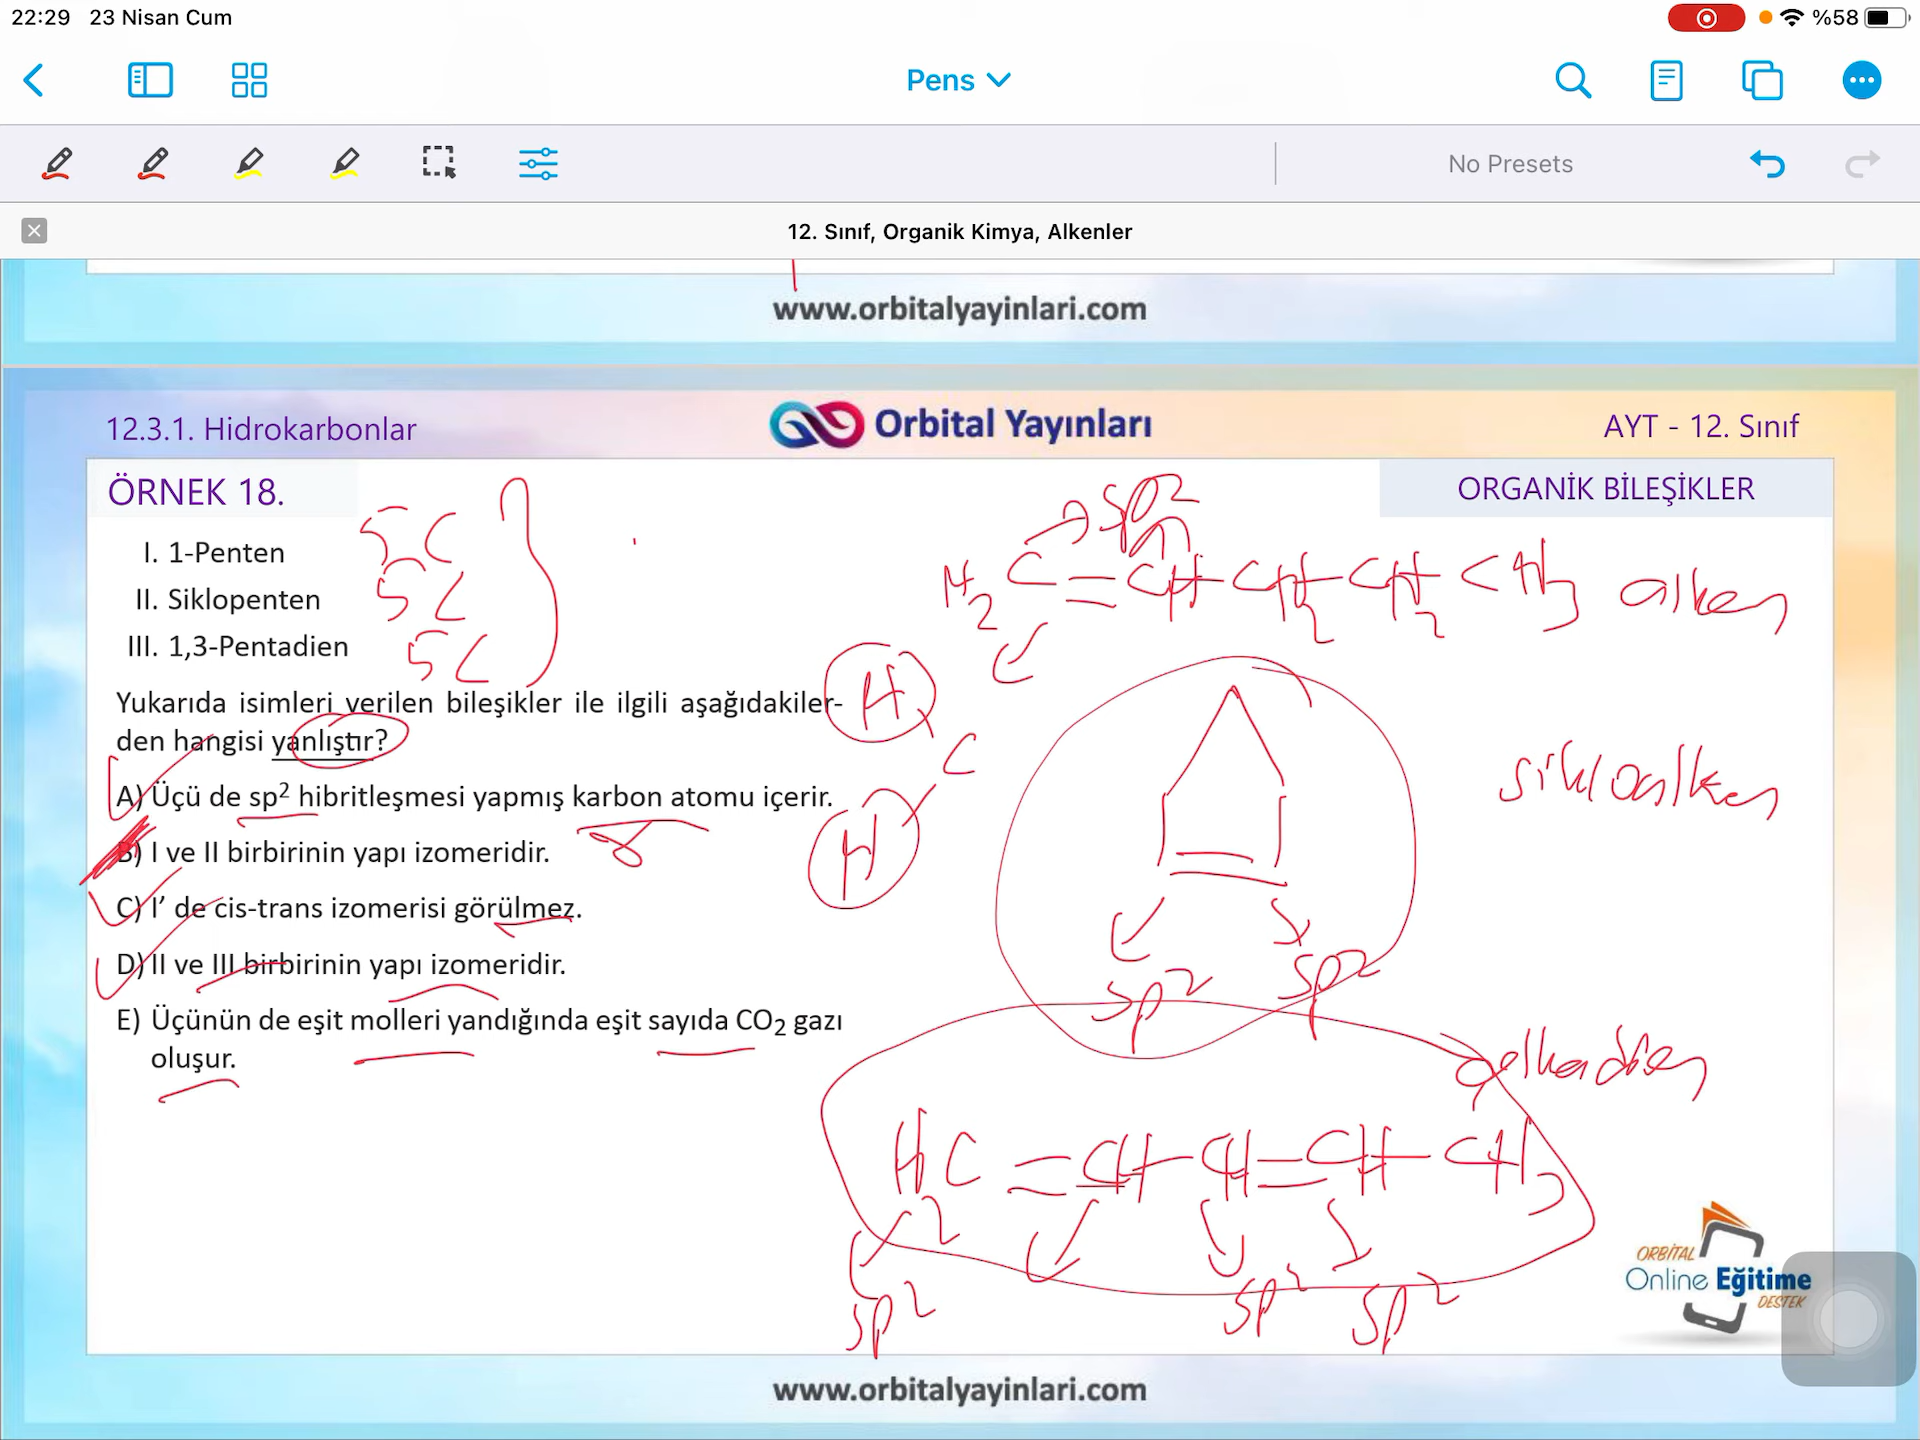 22:29 23 Nisan Cum
%58
Pens
No Presets
12. Sınıf, Organik Kimya, Alkenler
www.orbitalyayinlari.com
12.3.1. Hidrokarbonlar
Orbital Yayınları
AYT - 12. Sınıf
ÖRNEK 18.
ORGANİK BİLEŞİKLER
I. 1-Penten 5C
II. Siklopenten 5C
III. 1,3-Pentadien 5C
sp2
H2C=CH-CH2-CH2 CH3 alken
Yukarıda isimleri verilen bileşikler ile ilgili aşağıdakiler-
den hangisi yanlıştır?
A) Üçü de sp² hibritleşmesi yapmış karbon atomu içerir.
B) I ve II birbirinin yapı izomeridir.
C) I’ de cis-trans izomerisi görülmez.
D) II ve III birbirinin yapı izomeridir.
E) Üçünün de eşit molleri yandığında eşit sayıda CO₂ gazı
oluşur.
H
C
H
sikloalken
sp2 sp2
alkadien
H2C=CH-CH=CH-CH3
sp2 sp2 sp2
ORBİTAL
Online Eğitime
DESTEK
www.orbitalyayinlari.com